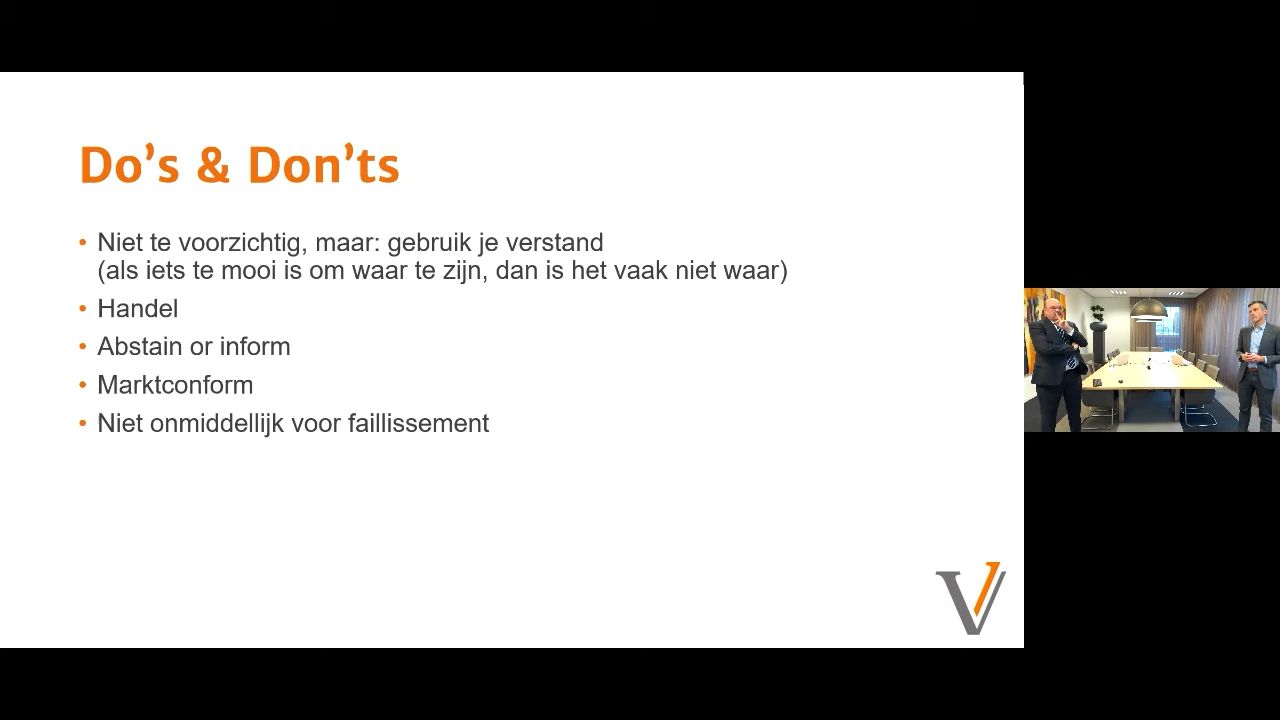 Do’s & Don’ts
• Niet te voorzichtig, maar: gebruik je verstand
(als iets te mooi is om waar te zijn, dan is het vaak niet waar)
• Handel
• Abstain or inform
• Marktconform
• Niet onmiddellijk voor faillissement